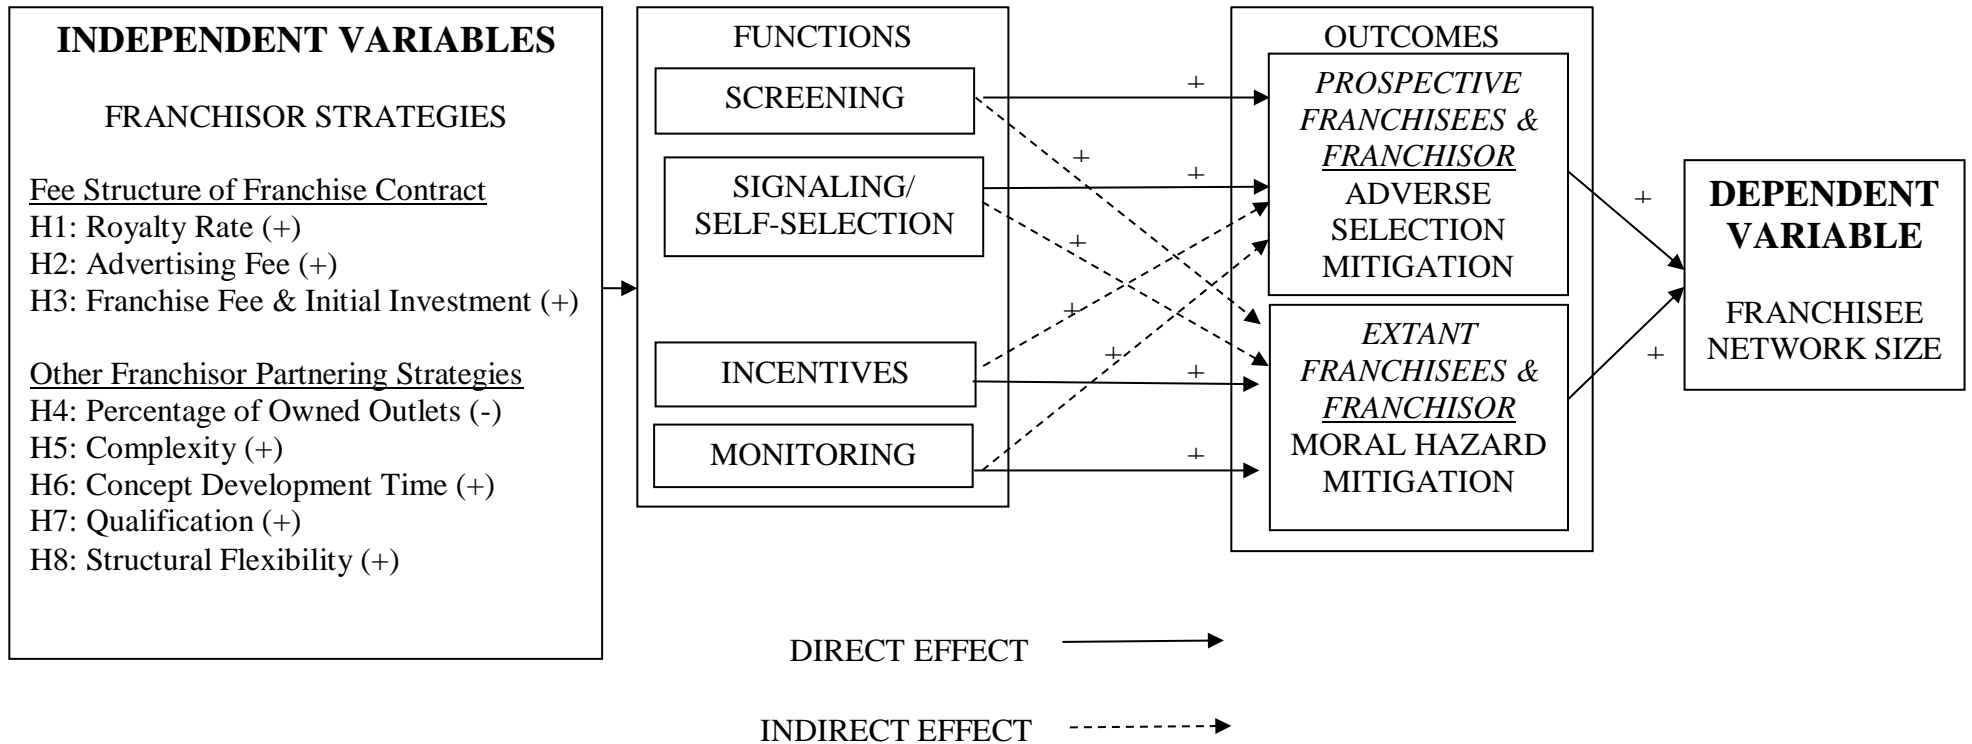 INDEPENDENT VARIABLES
FRANCHISOR STRATEGIES
Fee Structure of Franchise Contract
H1: Royalty Rate (+)
H2: Advertising Fee (+)
H3: Franchise Fee & Initial Investment (+)
Other Franchisor Partnering Strategies
H4: Percentage of Owned Outlets (-)
H5: Complexity (+)
H6: Concept Development Time (+)
H7: Qualification (+)
H8: Structural Flexibility (+)
FUNCTIONS
SCREENING
SIGNALING/
SELF-SELECTION
INCENTIVES
MONITORING
+
+
+
+
+
+
+
+
OUTCOMES
PROSPECTIVE
FRANCHISEES &
FRANCHISOR
ADVERSE
SELECTION
MITIGATION
EXTANT
FRANCHISEES &
FRANCHISOR
MORAL HAZARD
MITIGATION
+
+
DEPENDENT
VARIABLE
FRANCHISEE
NETWORK SIZE
DIRECT EFFECT
INDIRECT EFFECT